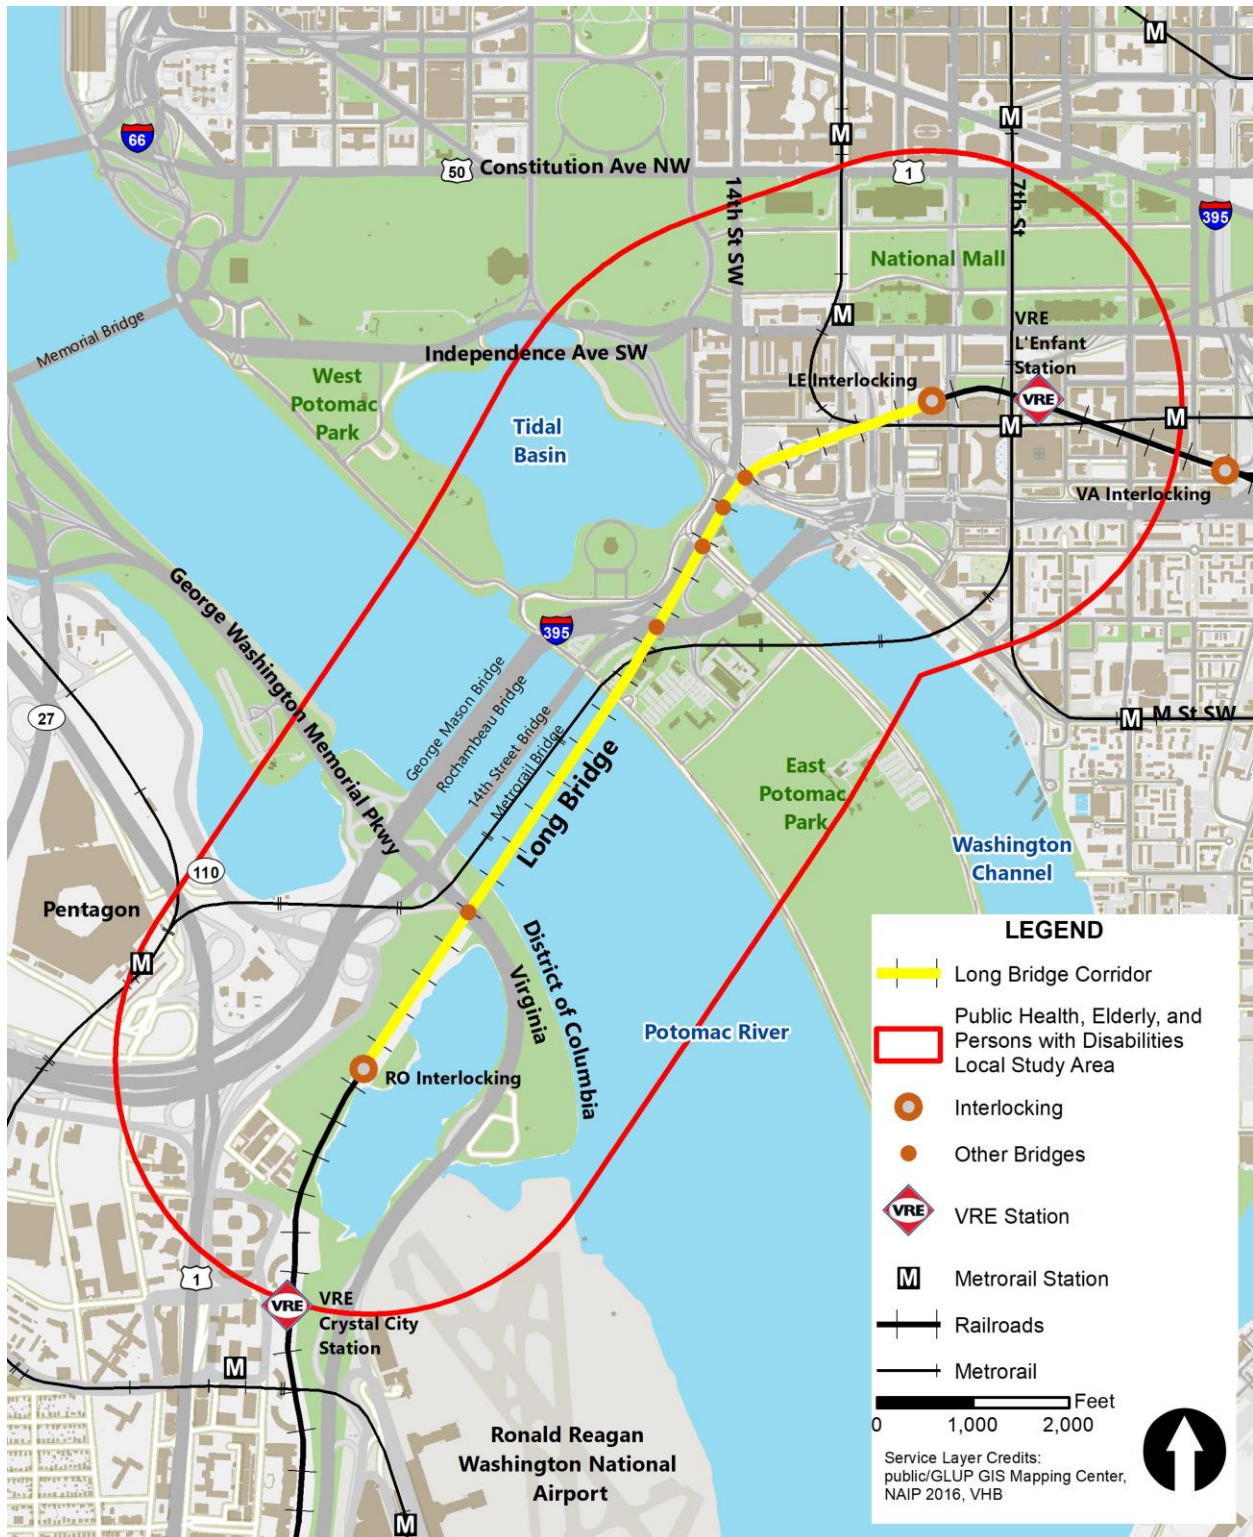 M
M
M
66
50
Constitution Ave NW
1
14th St SW
7th St
395
National Mall
Memorial Bridge
M
VRE
L'Enfant
Station
Independence Ave SW
LE Interlocking
West
Potomac
Park
VRE
Tidal
Basin
M
M
VA Interlocking
George Washington Memorial Pkwy
395
27
George Mason Bridge
Rochambeau Bridge
14th Street Bridge
Metrorail Bridge
Long Bridge
M
M St SW
East
Potomac
Park
Washington
Channel
110
Pentagon
M
District of Columbia
Virginia
Potomac River
RO Interlocking
1
VRE
VRE
Crystal City
Station
M
Ronald Reagan
Washington National
Airport
M
LEGEND
Long Bridge Corridor
Public Health, Elderly, and
Persons with Disabilities
Local Study Area
Interlocking
Other Bridges
VRE
VRE Station
M
Metrorail Station
Railroads
Metrorail
Feet
0 1,000 2,000
Service Layer Credits:
public/GLUP GIS Mapping Center,
NAIP 2016, VHB